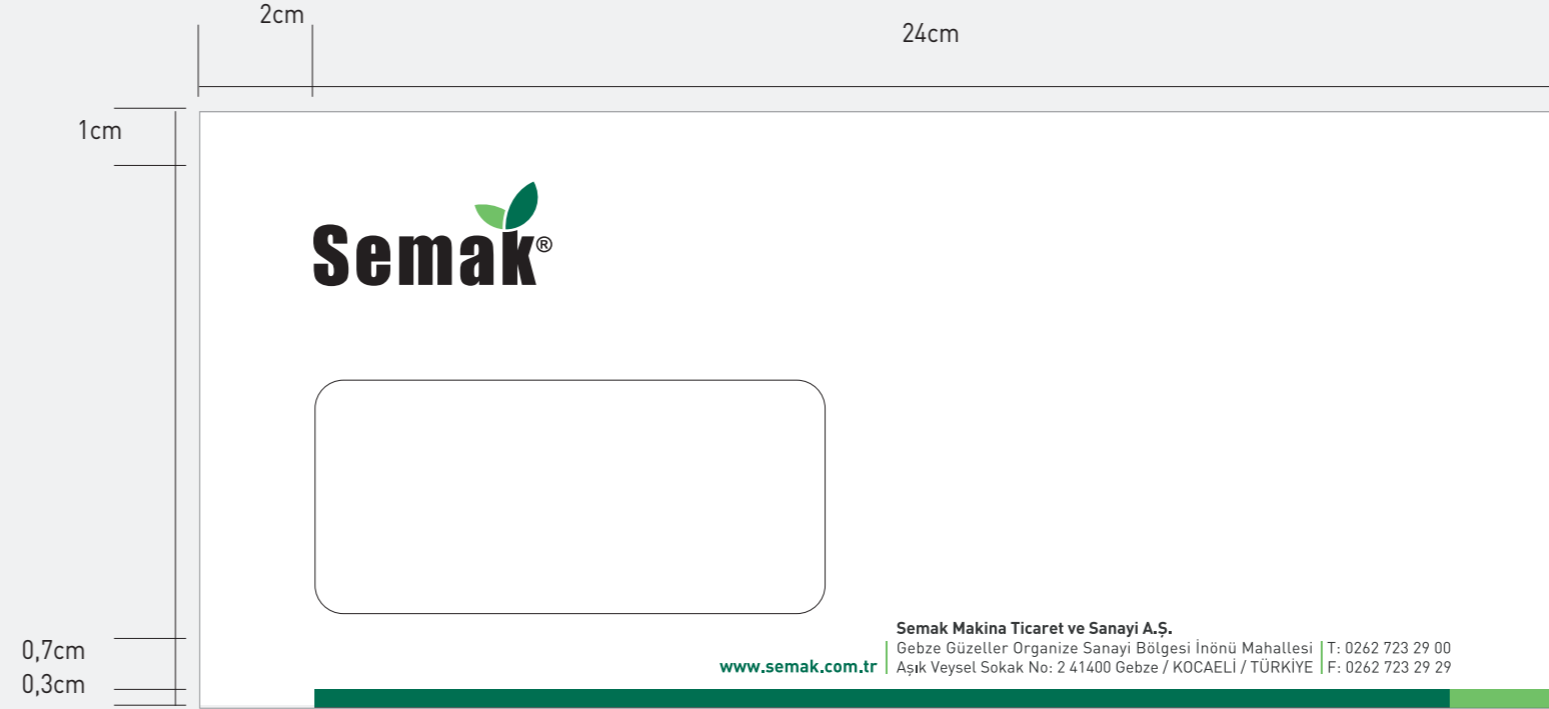 2cm
24cm
1cm
Semak®
Semak Makina Ticaret ve Sanayi A.Ş.
Gebze Güzeller Organize Sanayi Bölgesi İnönü Mahallesi
Aşık Veysel Sokak No: 2 41400 Gebze / KOCAELİ / TÜRKİYE
www.semak.com.tr
T: 0262 723 29 00
F: 0262 723 29 29
0,7cm
0,3cm